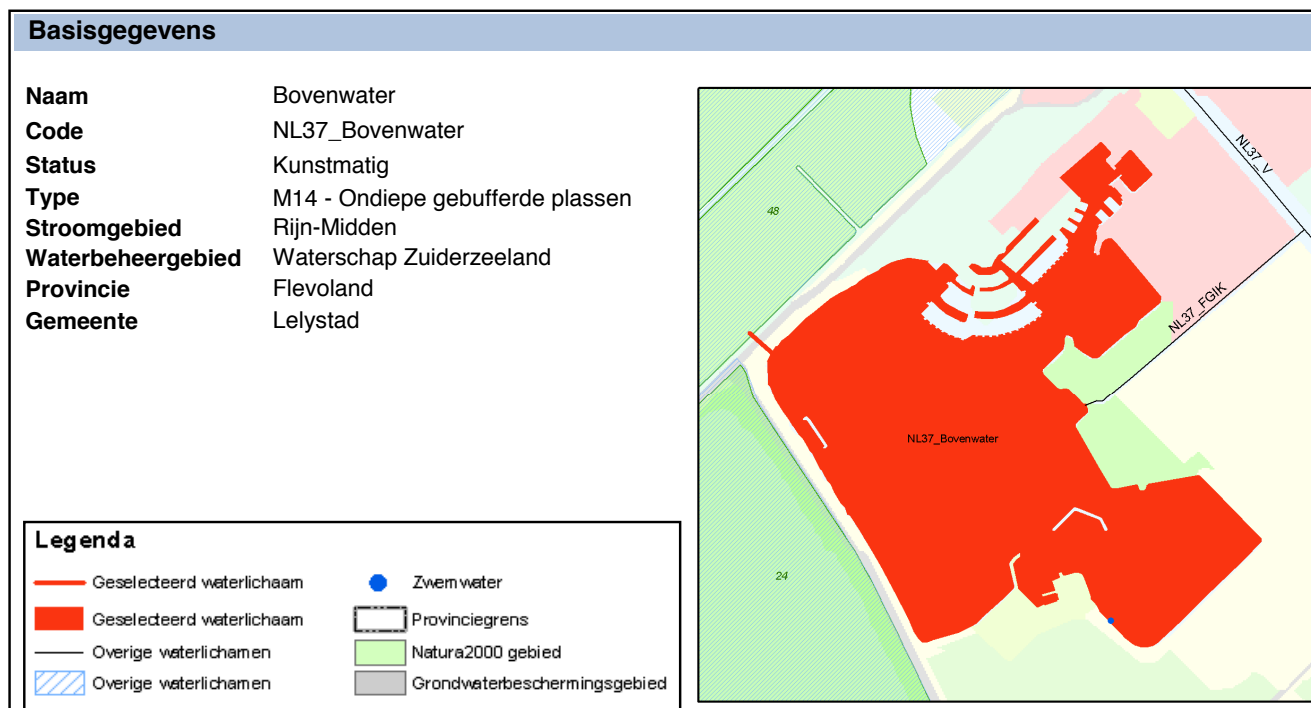 Basisgegevens
Naam Bovenwater
Code NL37_Bovenwater
Status Kunstmatig
Type M14 - Ondiepe gebufferde plassen
Stroomgebied Rijn-Midden
Waterbeheergebied Waterschap Zuiderzeeland
Provincie Flevoland
Gemeente Lelystad
NL37_V
48
NL37_FGIK
NL37_Bovenwater
24
Legenda
Geselecteerd waterlichaam
Zwemwater
Geselecteerd waterlichaam
Provinciegrens
Overige waterlichamen
Natura2000 gebied
Overige waterlichamen
Grondwaterbeschermingsgebied